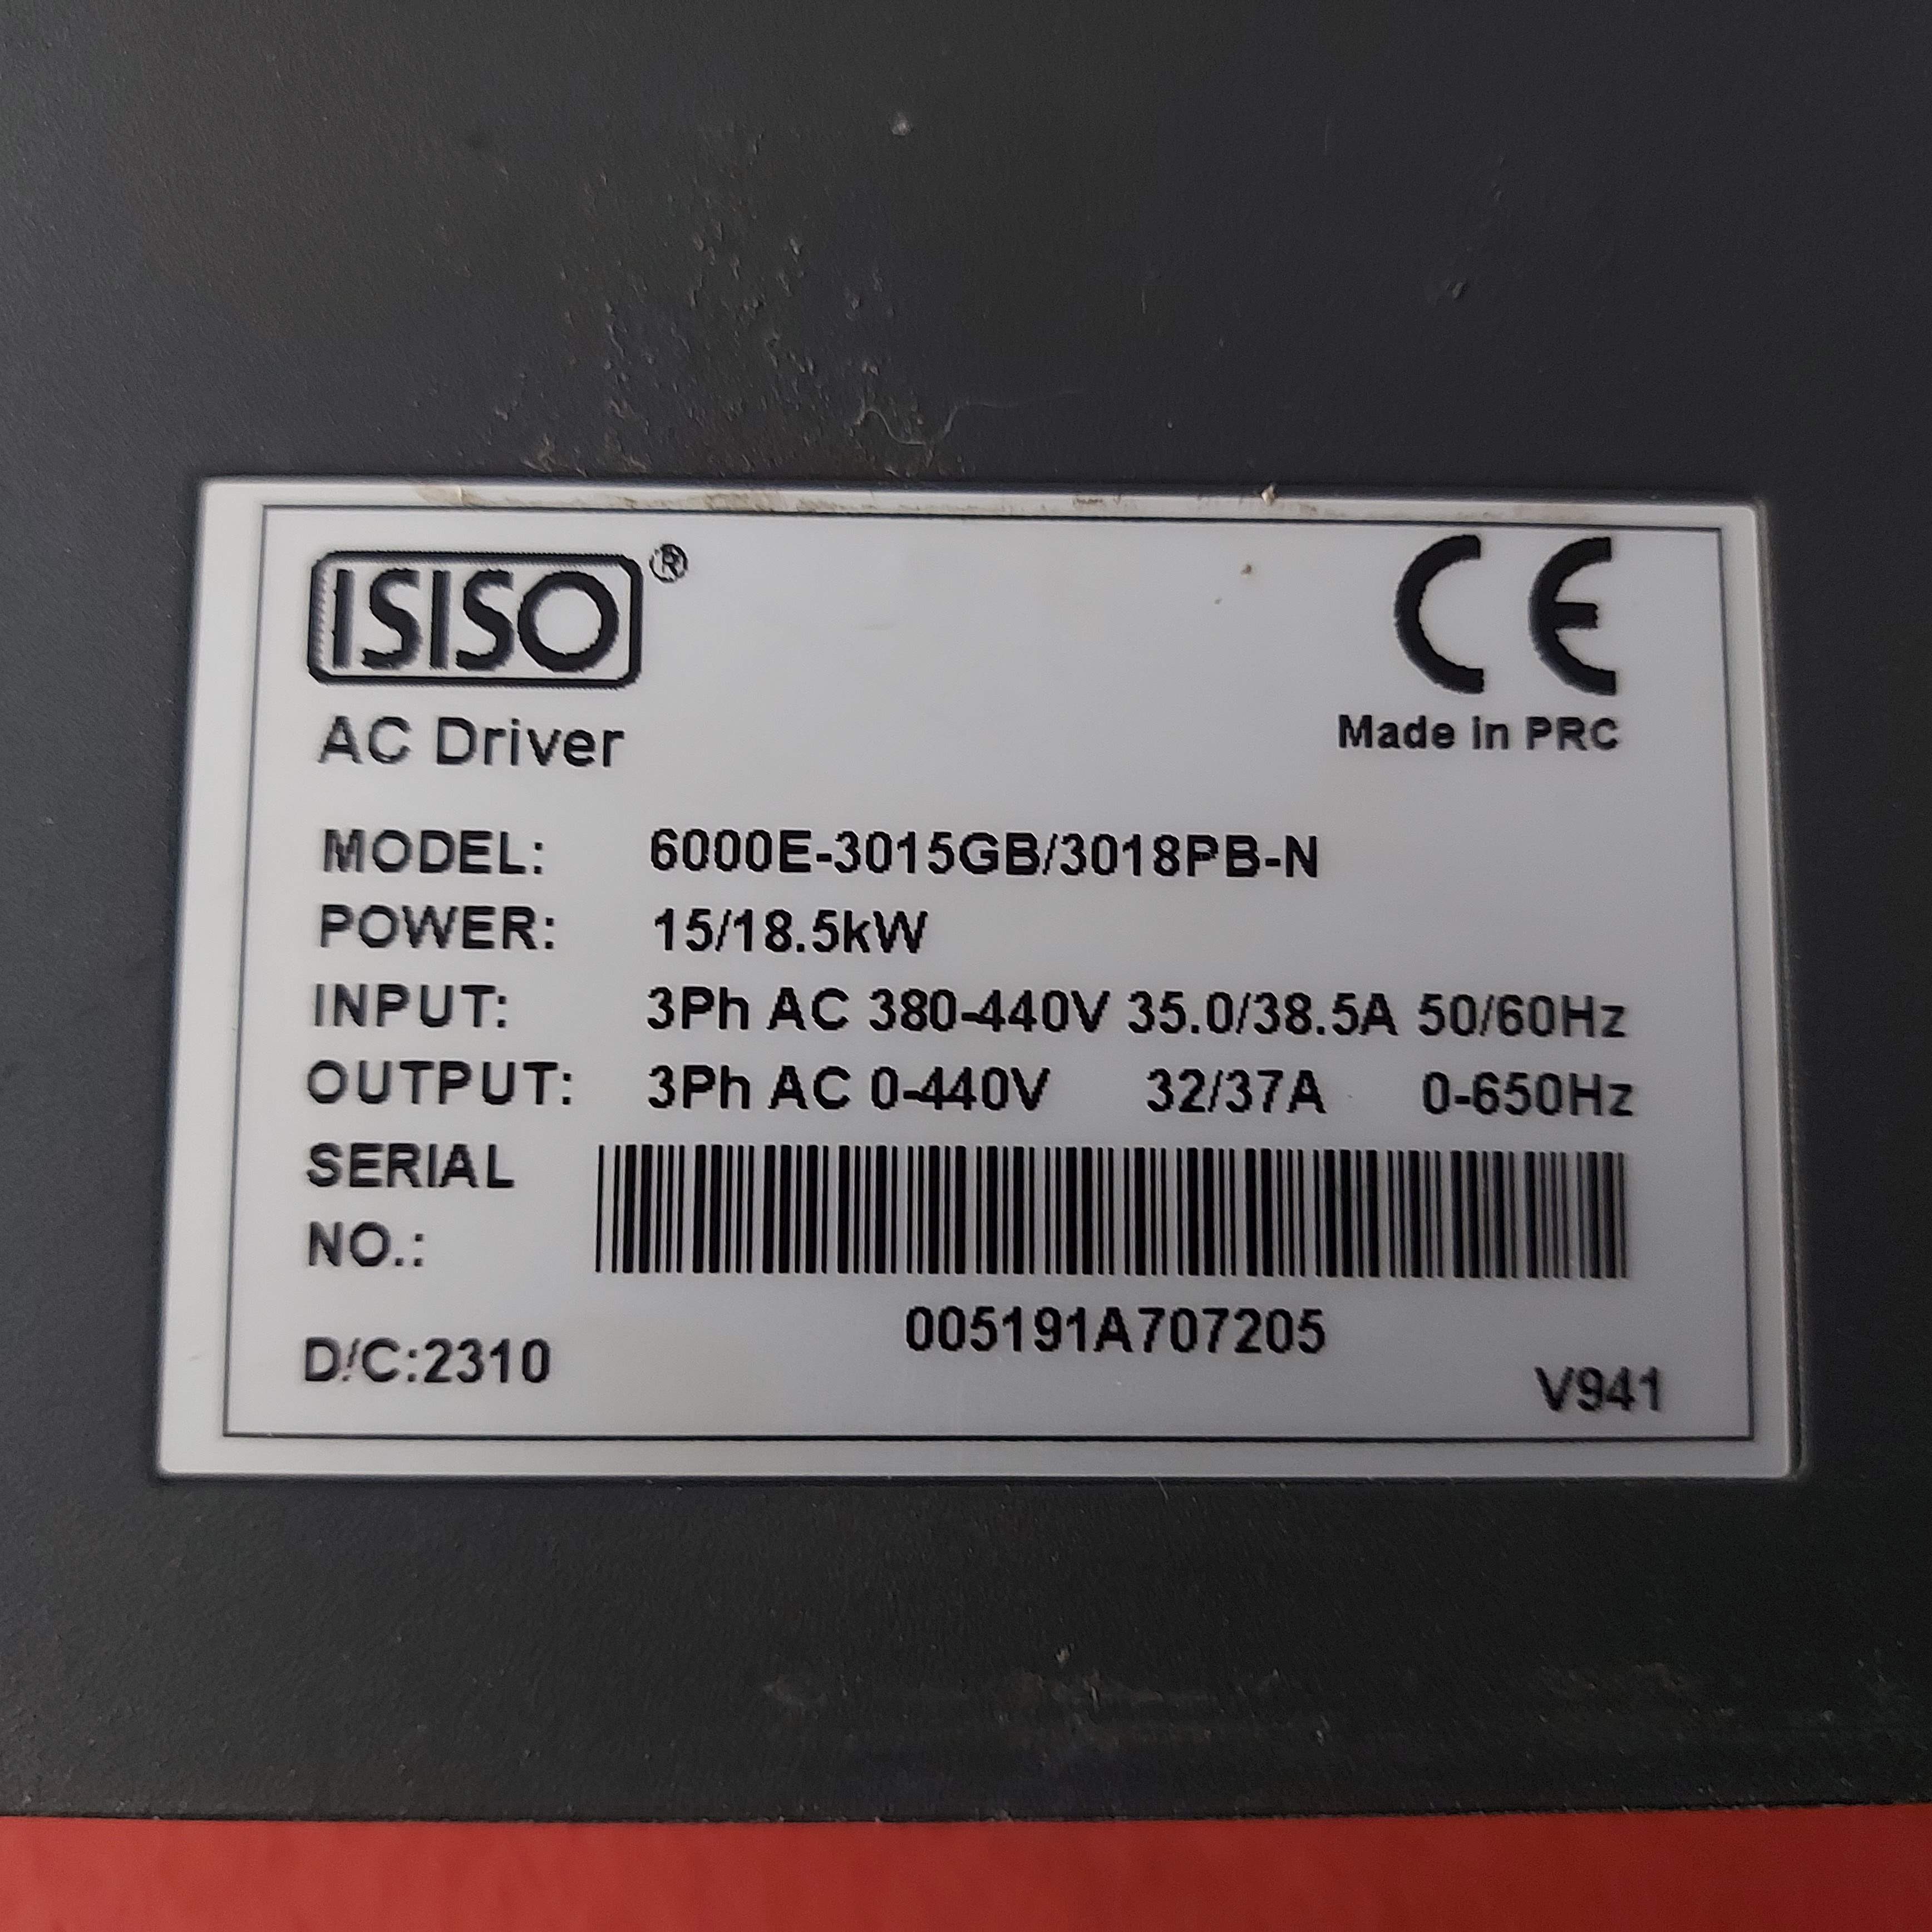 ISISO®
CE
AC Driver
Made in PRC
MODEL: 6000E-3015GB/3018PB-N
POWER: 15/18.5kW
INPUT: 3Ph AC 380-440V 35.0/38.5A 50/60Hz
OUTPUT: 3Ph AC 0-440V 32/37A 0-650Hz
SERIAL
NO.:
005191A707205
D/C:2310
V941